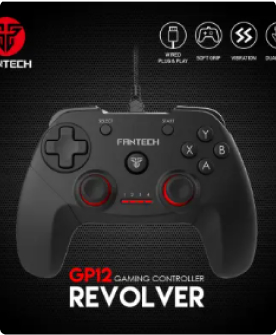 FANTECH
WIRED
PLUG & PLAY
SOFT GRIP
VIBRATION
SELECT
START
FANTECH
Y
X
B
A
GP12 GAMING CONTROLLER
REVOLVER